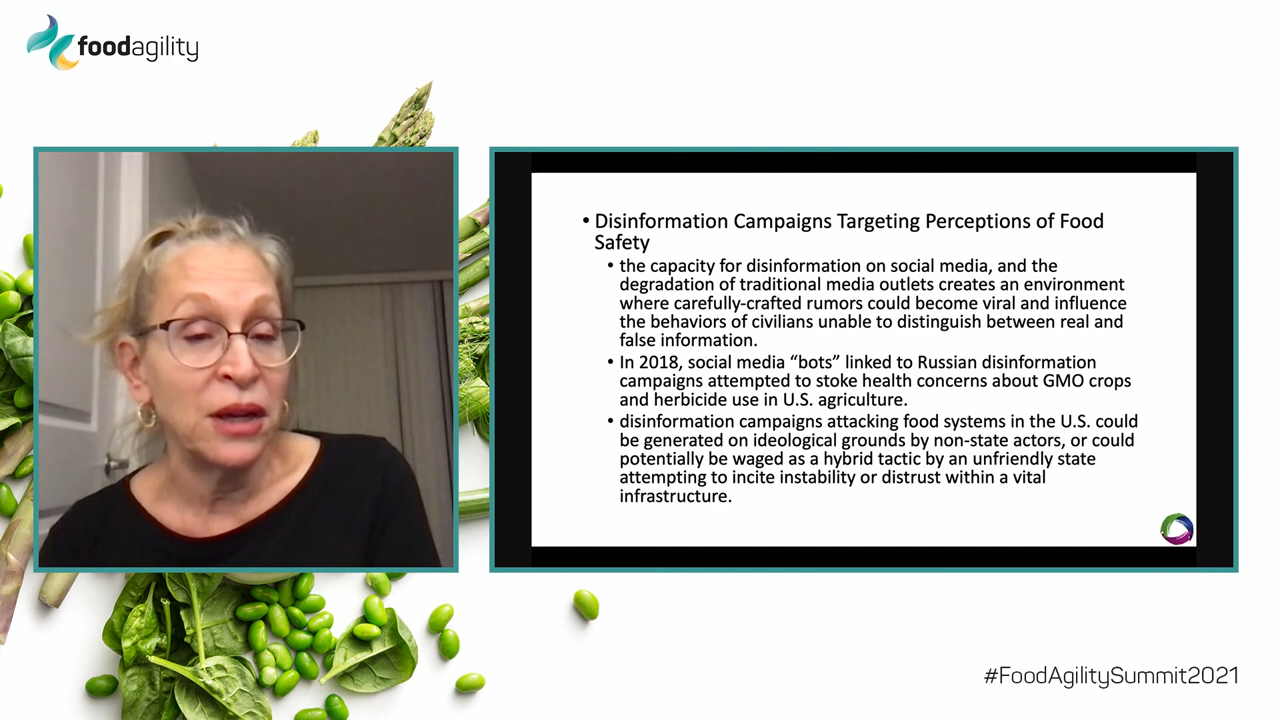 foodagility
• Disinformation Campaigns Targeting Perceptions of Food
Safety
• the capacity for disinformation on social media, and the
degradation of traditional media outlets creates an environment
where carefully-crafted rumors could become viral and influence
the behaviors of civilians unable to distinguish between real and
false information.
• In 2018, social media “bots” linked to Russian disinformation
campaigns attempted to stoke health concerns about GMO crops
and herbicide use in U.S. agriculture.
• disinformation campaigns attacking food systems in the U.S. could
be generated on ideological grounds by non-state actors, or could
potentially be waged as a hybrid tactic by an unfriendly state
attempting to incite instability or distrust within a vital
infrastructure.
#FoodAgilitySummit2021